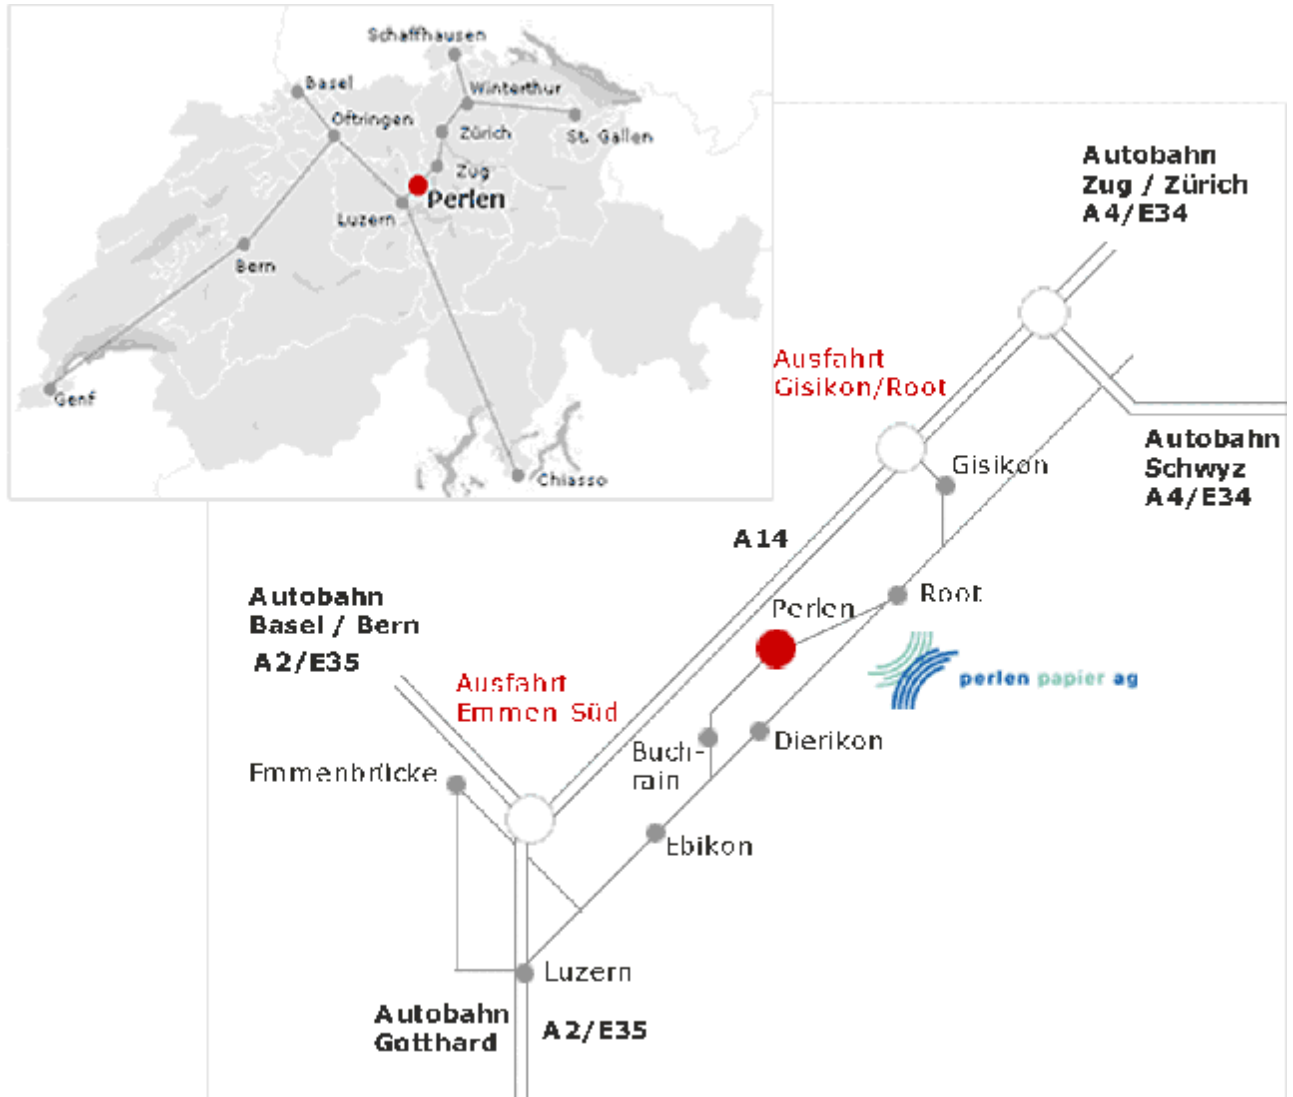 Schaffhausen
Basel
Winterthur
Oftringen
Zürich
St. Gallen
Zug
Perlen
Luzern
Bern
Genf
Chiasso
Autobahn
Zug / Zürich
A4/E34
Ausfahrt
Gisikon/Root
Autobahn
Schwyz
A4/E34
Gisikon
A14
Root
Perlen
perlen papier ag
Autobahn
Basel / Bern
A2/E35
Ausfahrt
Emmen Süd
Buch-
rain
Dierikon
Emmenbrücke
Ebikon
Luzern
Autobahn
Gotthard
A2/E35